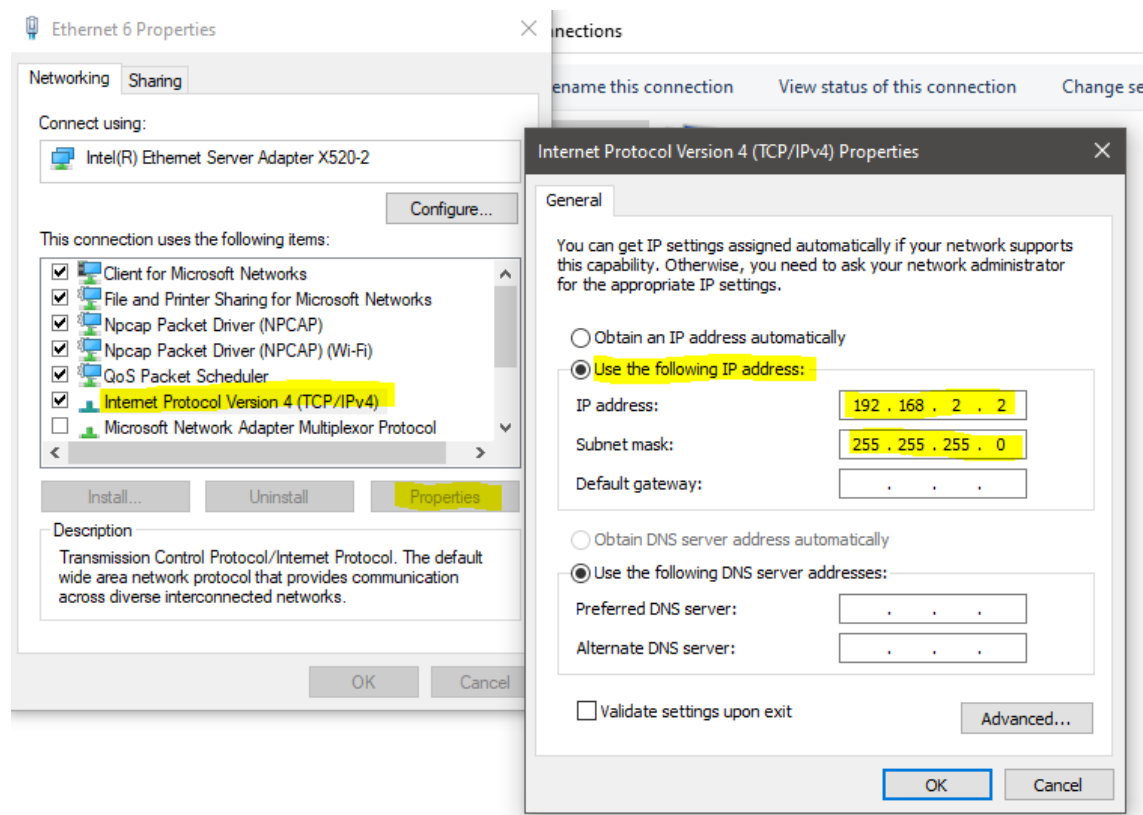 Ethernet 6 Properties
Networking
Sharing
Connect using:
Intel(R) Ethernet Server Adapter X520-2
Configure...
This connection uses the following items:
Client for Microsoft Networks
File and Printer Sharing for Microsoft Networks
Npcap Packet Driver (NPCAP)
Npcap Packet Driver (NPCAP) (Wi-Fi)
QoS Packet Scheduler
Internet Protocol Version 4 (TCP/IPv4)
Microsoft Network Adapter Multiplexor Protocol
Install...
Uninstall
Properties
Description
Transmission Control Protocol/Internet Protocol. The default
wide area network protocol that provides communication
across diverse interconnected networks.
OK
Cancel
nnections
ename this connection
View status of this connection
Change se
Internet Protocol Version 4 (TCP/IPv4) Properties
General
You can get IP settings assigned automatically if your network supports
this capability. Otherwise, you need to ask your network administrator
for the appropriate IP settings.
Obtain an IP address automatically
Use the following IP address:
IP address:
192 . 168 . 2 . 2
Subnet mask:
255 . 255 . 255 . 0
Default gateway:
. . .
Obtain DNS server address automatically
Use the following DNS server addresses:
Preferred DNS server:
. . .
Alternate DNS server:
. . .
Validate settings upon exit
Advanced...
OK
Cancel